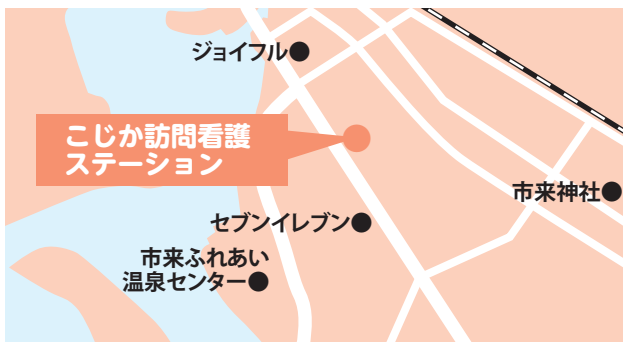 ジョイフル●
こじか訪問看護
ステーション
市来神社●
セブンイレブン●
市来ふれあい
温泉センター●